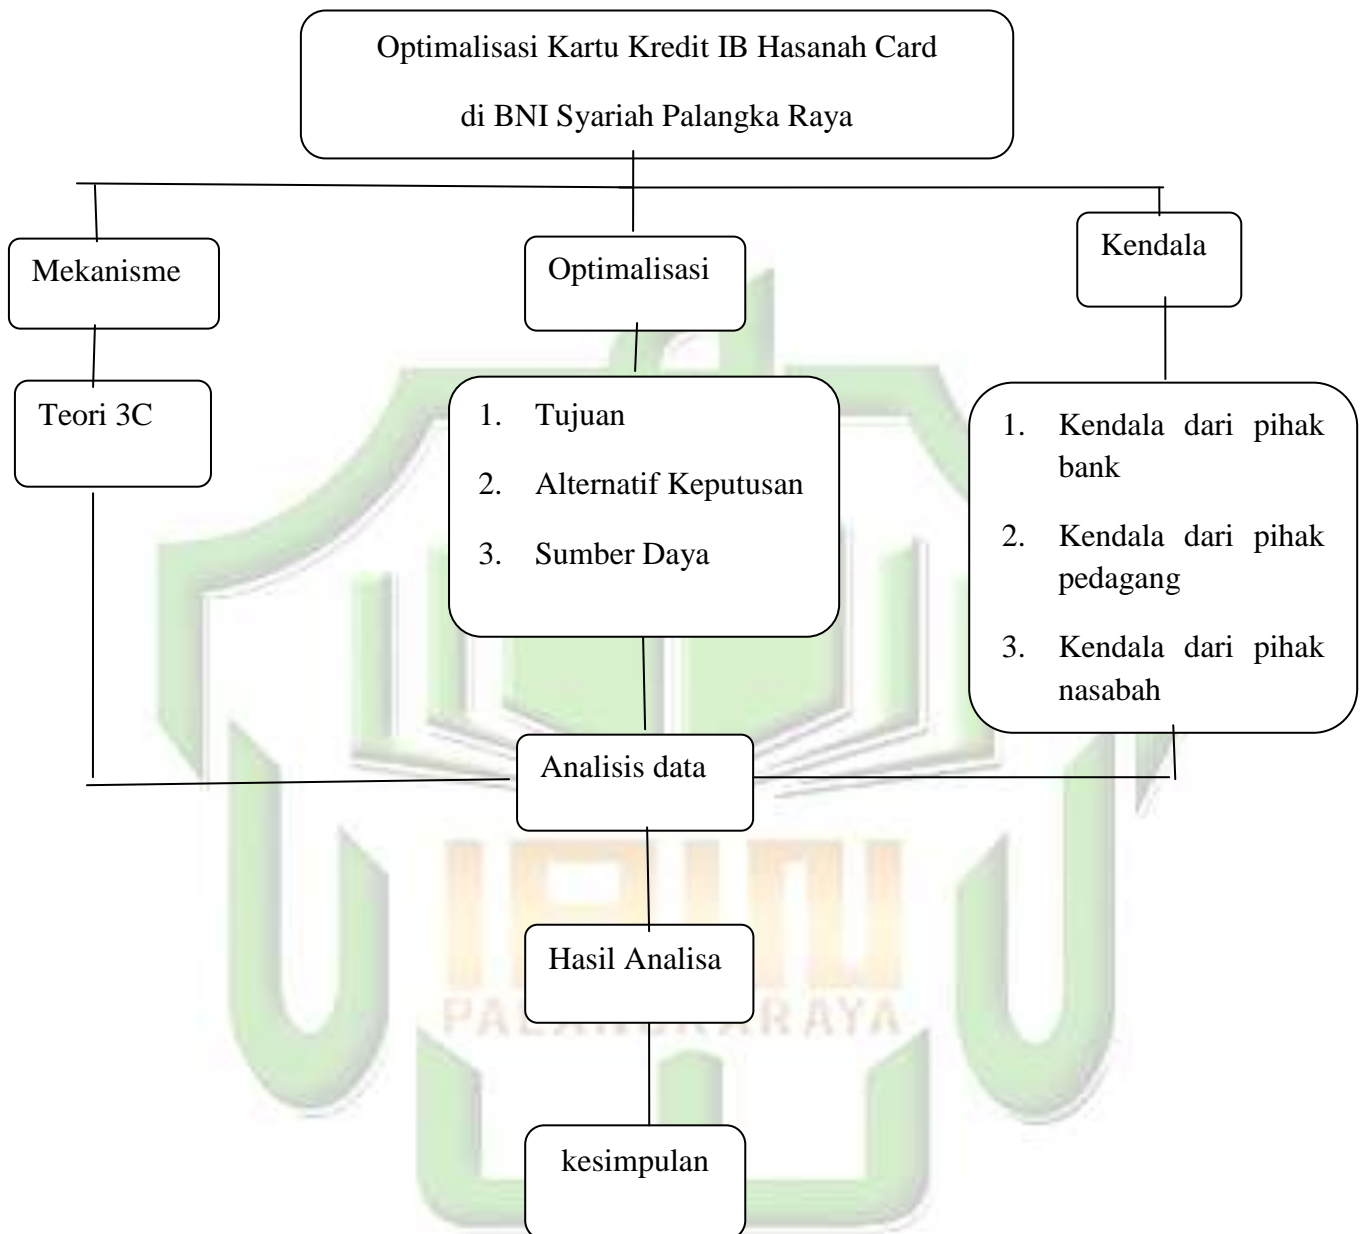 Optimalisasi Kartu Kredit IB Hasanah Card
di BNI Syariah Palangka Raya
Mekanisme
Optimalisasi
Kendala
Teori 3C
1. Tujuan
2. Alternatif Keputusan
3. Sumber Daya
1. Kendala dari pihak
bank
2. Kendala dari pihak
pedagang
3. Kendala dari pihak
nasabah
Analisis data
IAIN
Hasil Analisa
PALANGKARAYA
kesimpulan